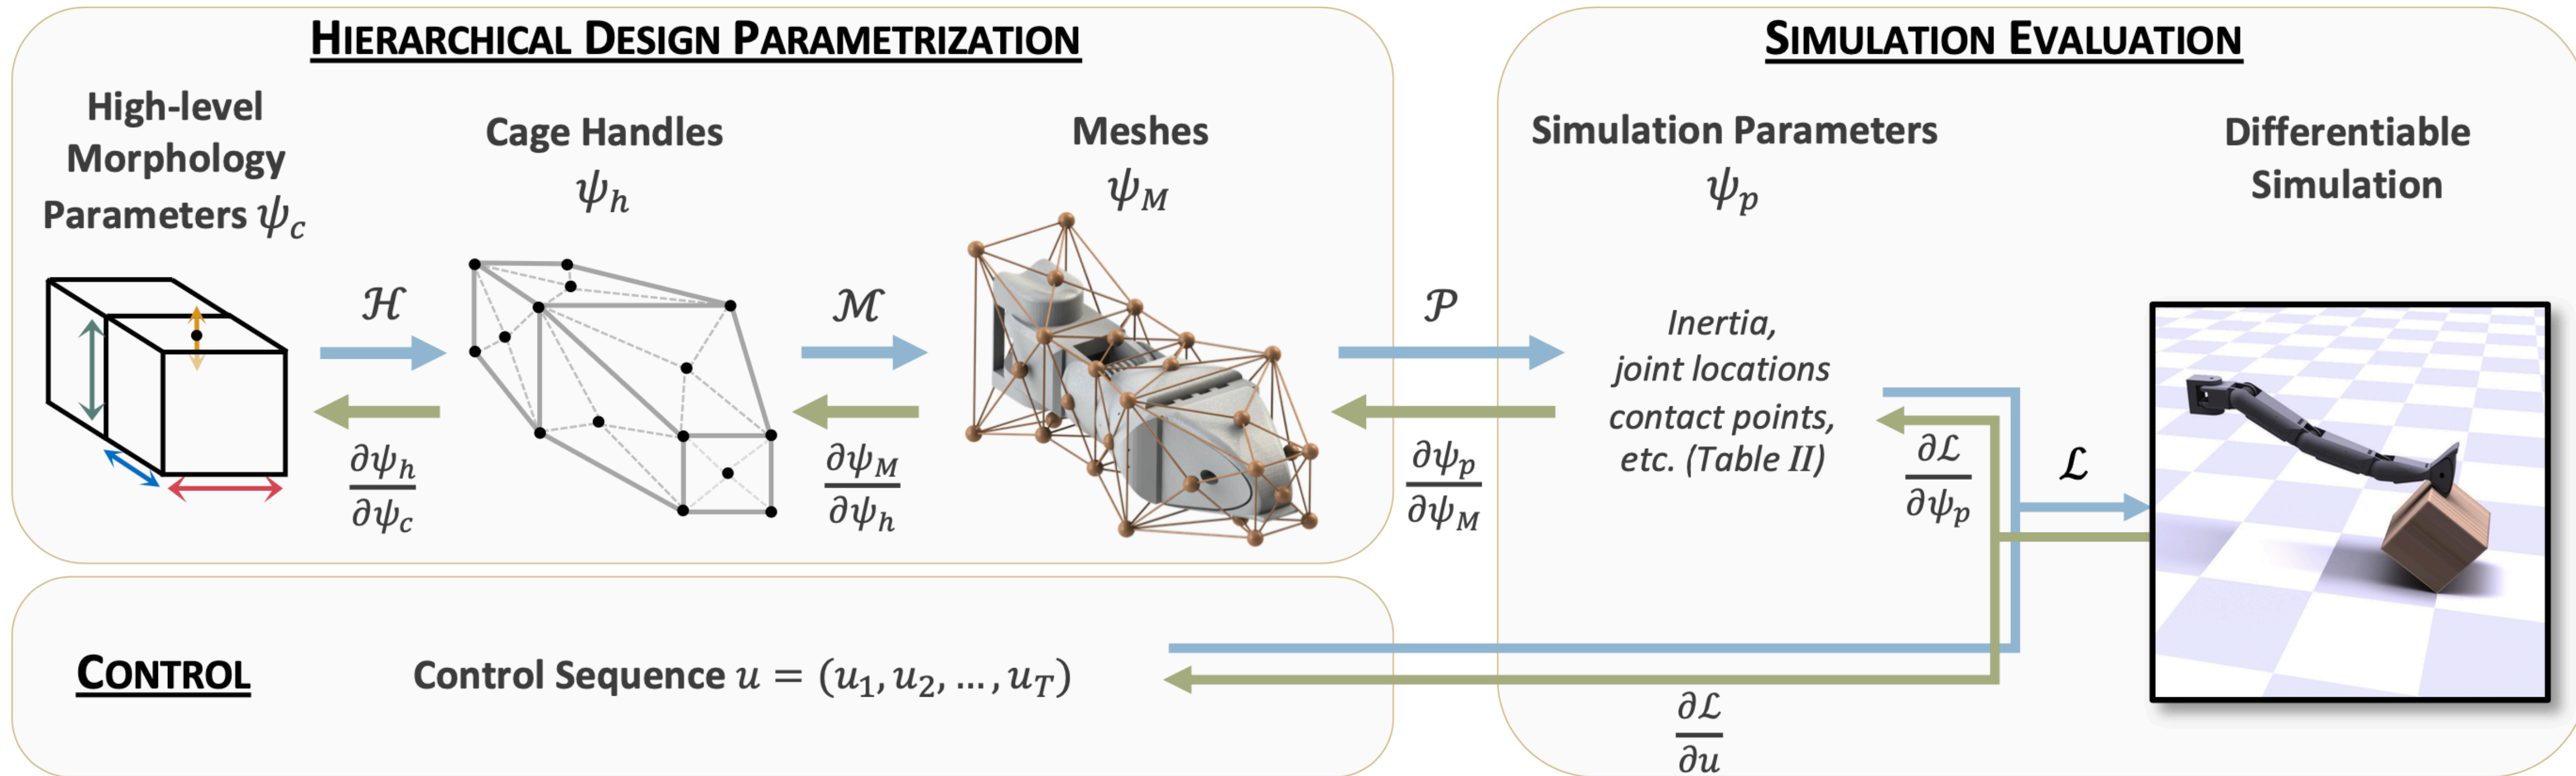 HIERARCHICAL DESIGN PARAMETRIZATION
High-level
Morphology
Parameters ψ_c
Cage Handles
ψ_h
Meshes
ψ_M
ℋ
∂ψ_h
∂ψ_c
ℳ
∂ψ_M
∂ψ_h
𝒫
∂ψ_p
∂ψ_M
SIMULATION EVALUATION
Simulation Parameters
ψ_p
Differentiable
Simulation
Inertia,
joint locations
contact points,
etc. (Table II)
∂ℒ
∂ψ_p
ℒ
CONTROL
Control Sequence u = (u_1, u_2, ..., u_T)
∂ℒ
∂u